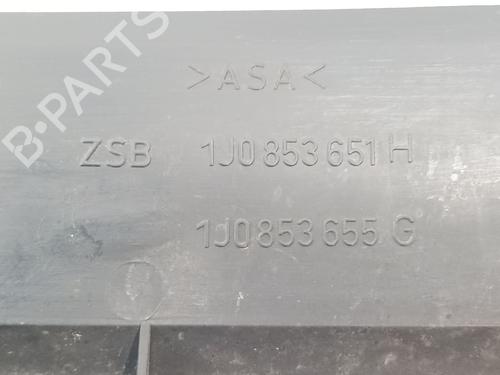 >ASA<
ZSB 1J0 853 651 H
1J0 853 655 G
B-PARTS